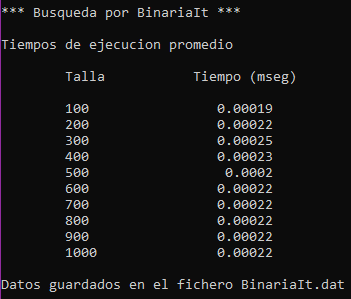 *** Busqueda por BinariaIt ***
Tiempos de ejecucion promedio
Talla Tiempo (mseg)
100 0.00019
200 0.00022
300 0.00025
400 0.00023
500 0.0002
600 0.00022
700 0.00022
800 0.00022
900 0.00022
1000 0.00022
Datos guardados en el fichero BinariaIt.dat